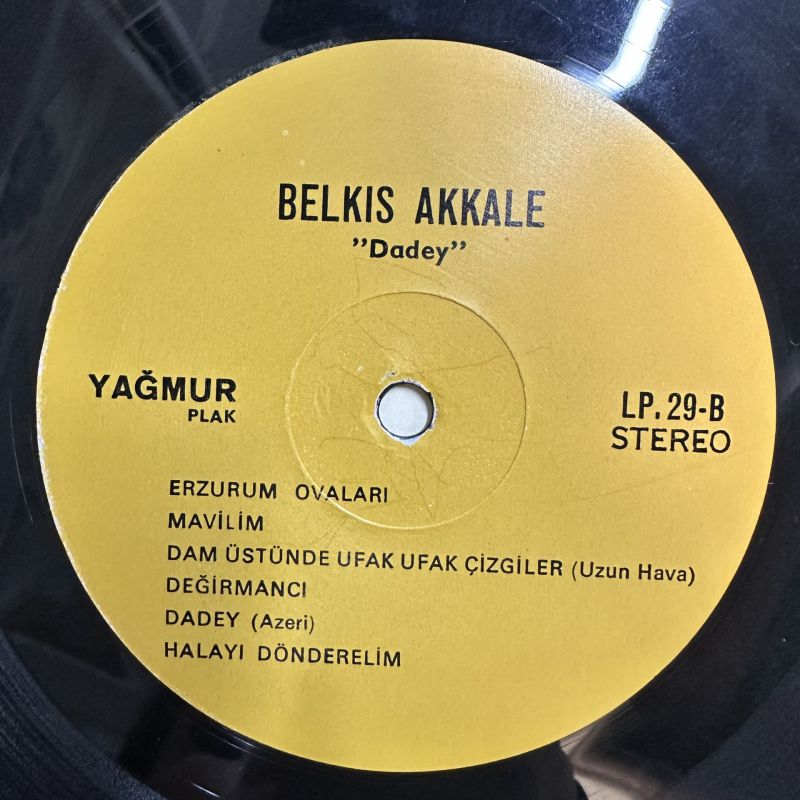 BELKIS AKKALE
"Dadey"
YAĞMUR
PLAK
LP. 29-B
STEREO
ERZURUM OVALARI
MAVİLİM
DAM ÜSTÜNDE UFAK UFAK ÇİZGİLER (Uzun Hava)
DEĞİRMANCI
DADEY (Azeri)
HALAYI DÖNDERELİM